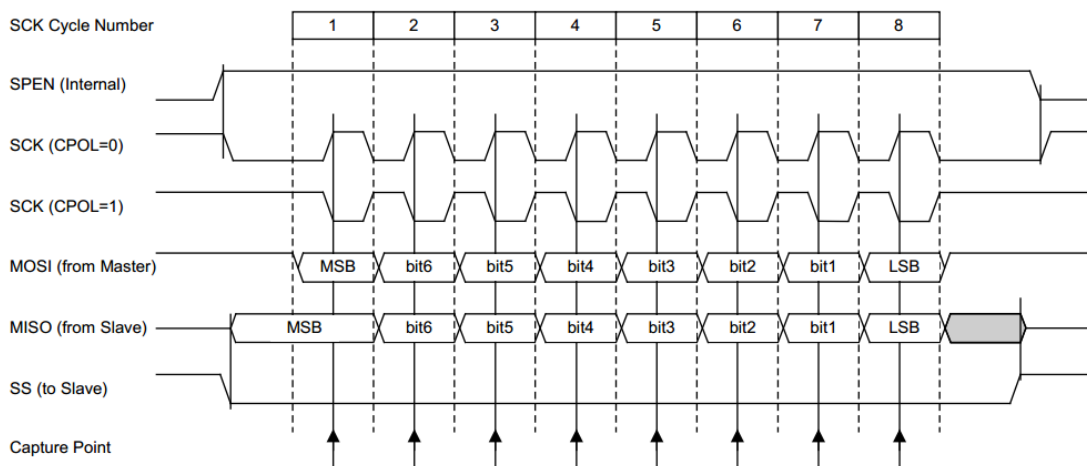 SCK Cycle Number 1 2 3 4 5 6 7 8
SPEN (Internal)
SCK (CPOL=0)
SCK (CPOL=1)
MOSI (from Master) MSB bit6 bit5 bit4 bit3 bit2 bit1 LSB
MISO (from Slave) MSB bit6 bit5 bit4 bit3 bit2 bit1 LSB
SS (to Slave)
Capture Point